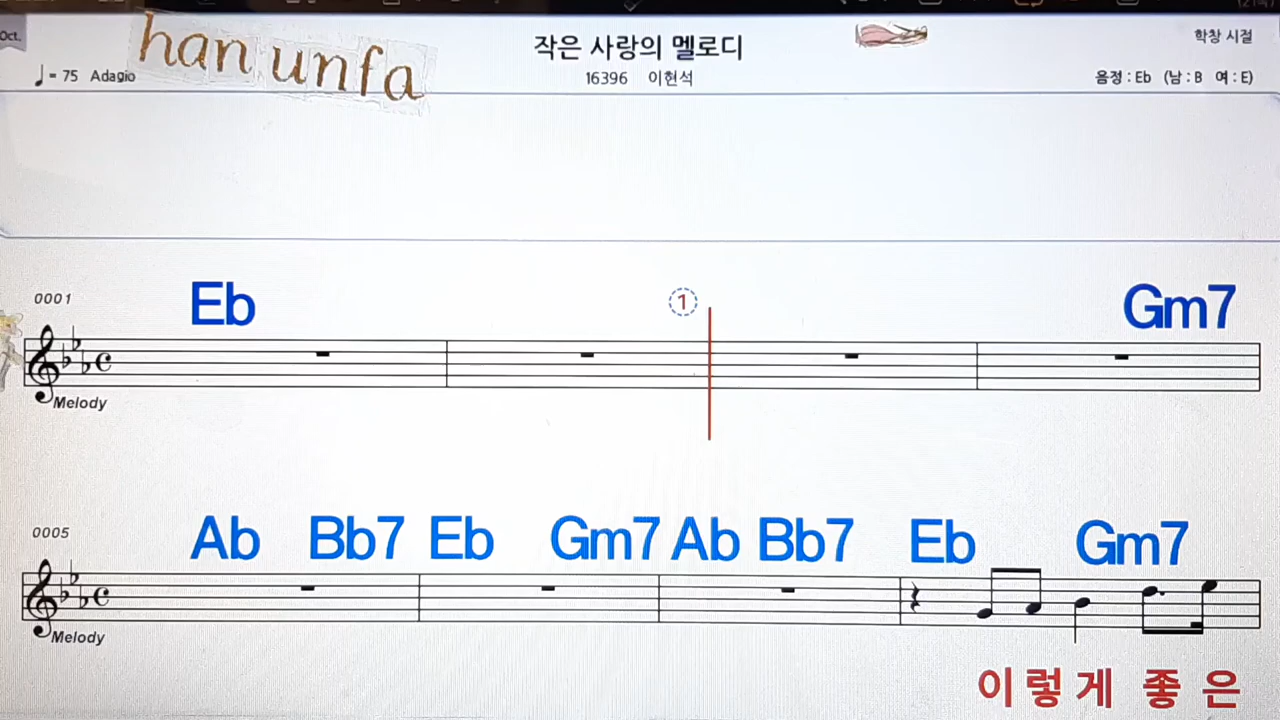 Oct.
han unfa
작은 사랑의 멜로디
학창 시절
♩= 75 Adagio
16396 이현석
음정 : Eb (남 : B 여 : E)
0001
Eb
1
Gm7
Melody
0005
Ab Bb7 Eb Gm7 Ab Bb7 Eb Gm7
Melody
이 렇 게 좋 은